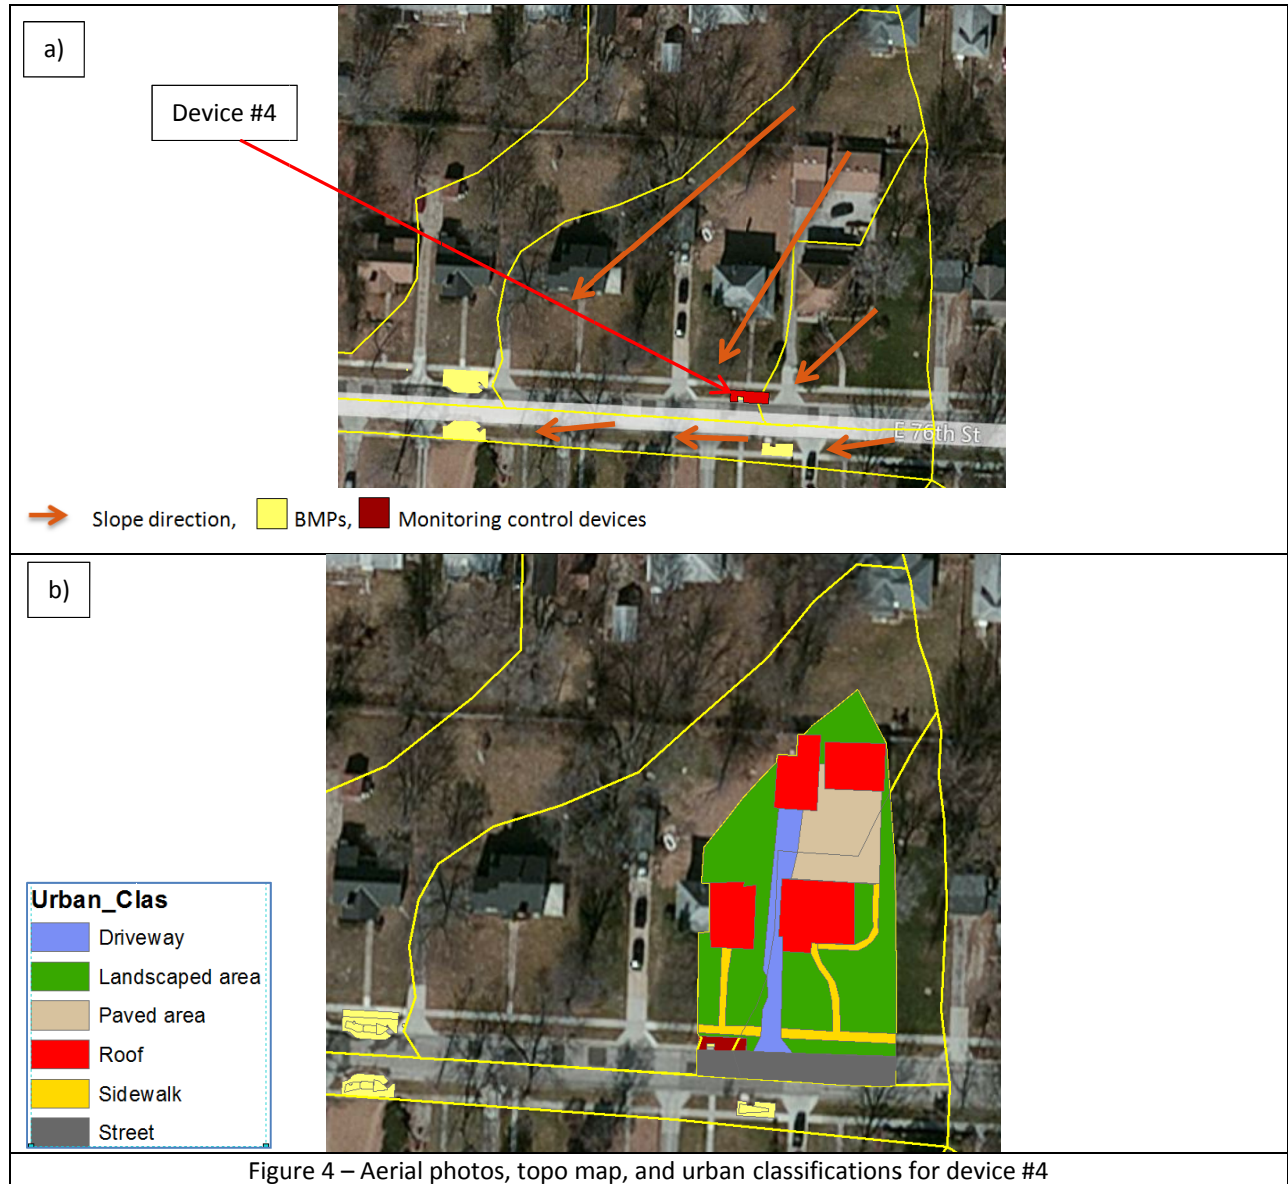 a)
Device #4
E 76th St
Slope direction, BMPs, Monitoring control devices
b)
Urban_Clas
Driveway
Landscaped area
Paved area
Roof
Sidewalk
Street
Figure 4 – Aerial photos, topo map, and urban classifications for device #4